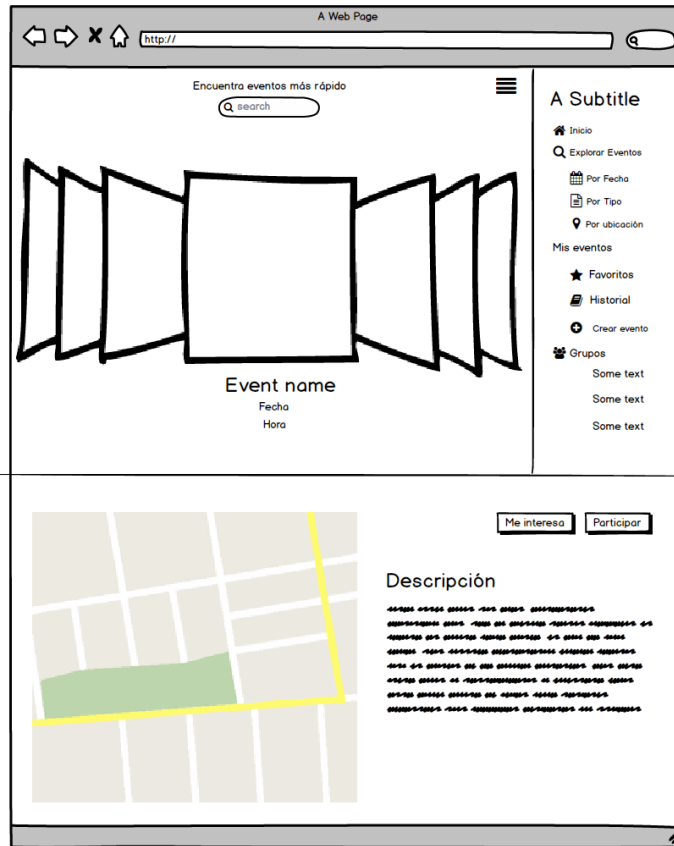 A Web Page
http://
Encuentra eventos más rápido
search
Event name
Fecha
Hora
A Subtitle
Inicio
Explorar Eventos
Por Fecha
Por Tipo
Por ubicación
Mis eventos
Favoritos
Historial
Crear evento
Grupos
Some text
Some text
Some text
Me interesa
Participar
Descripción